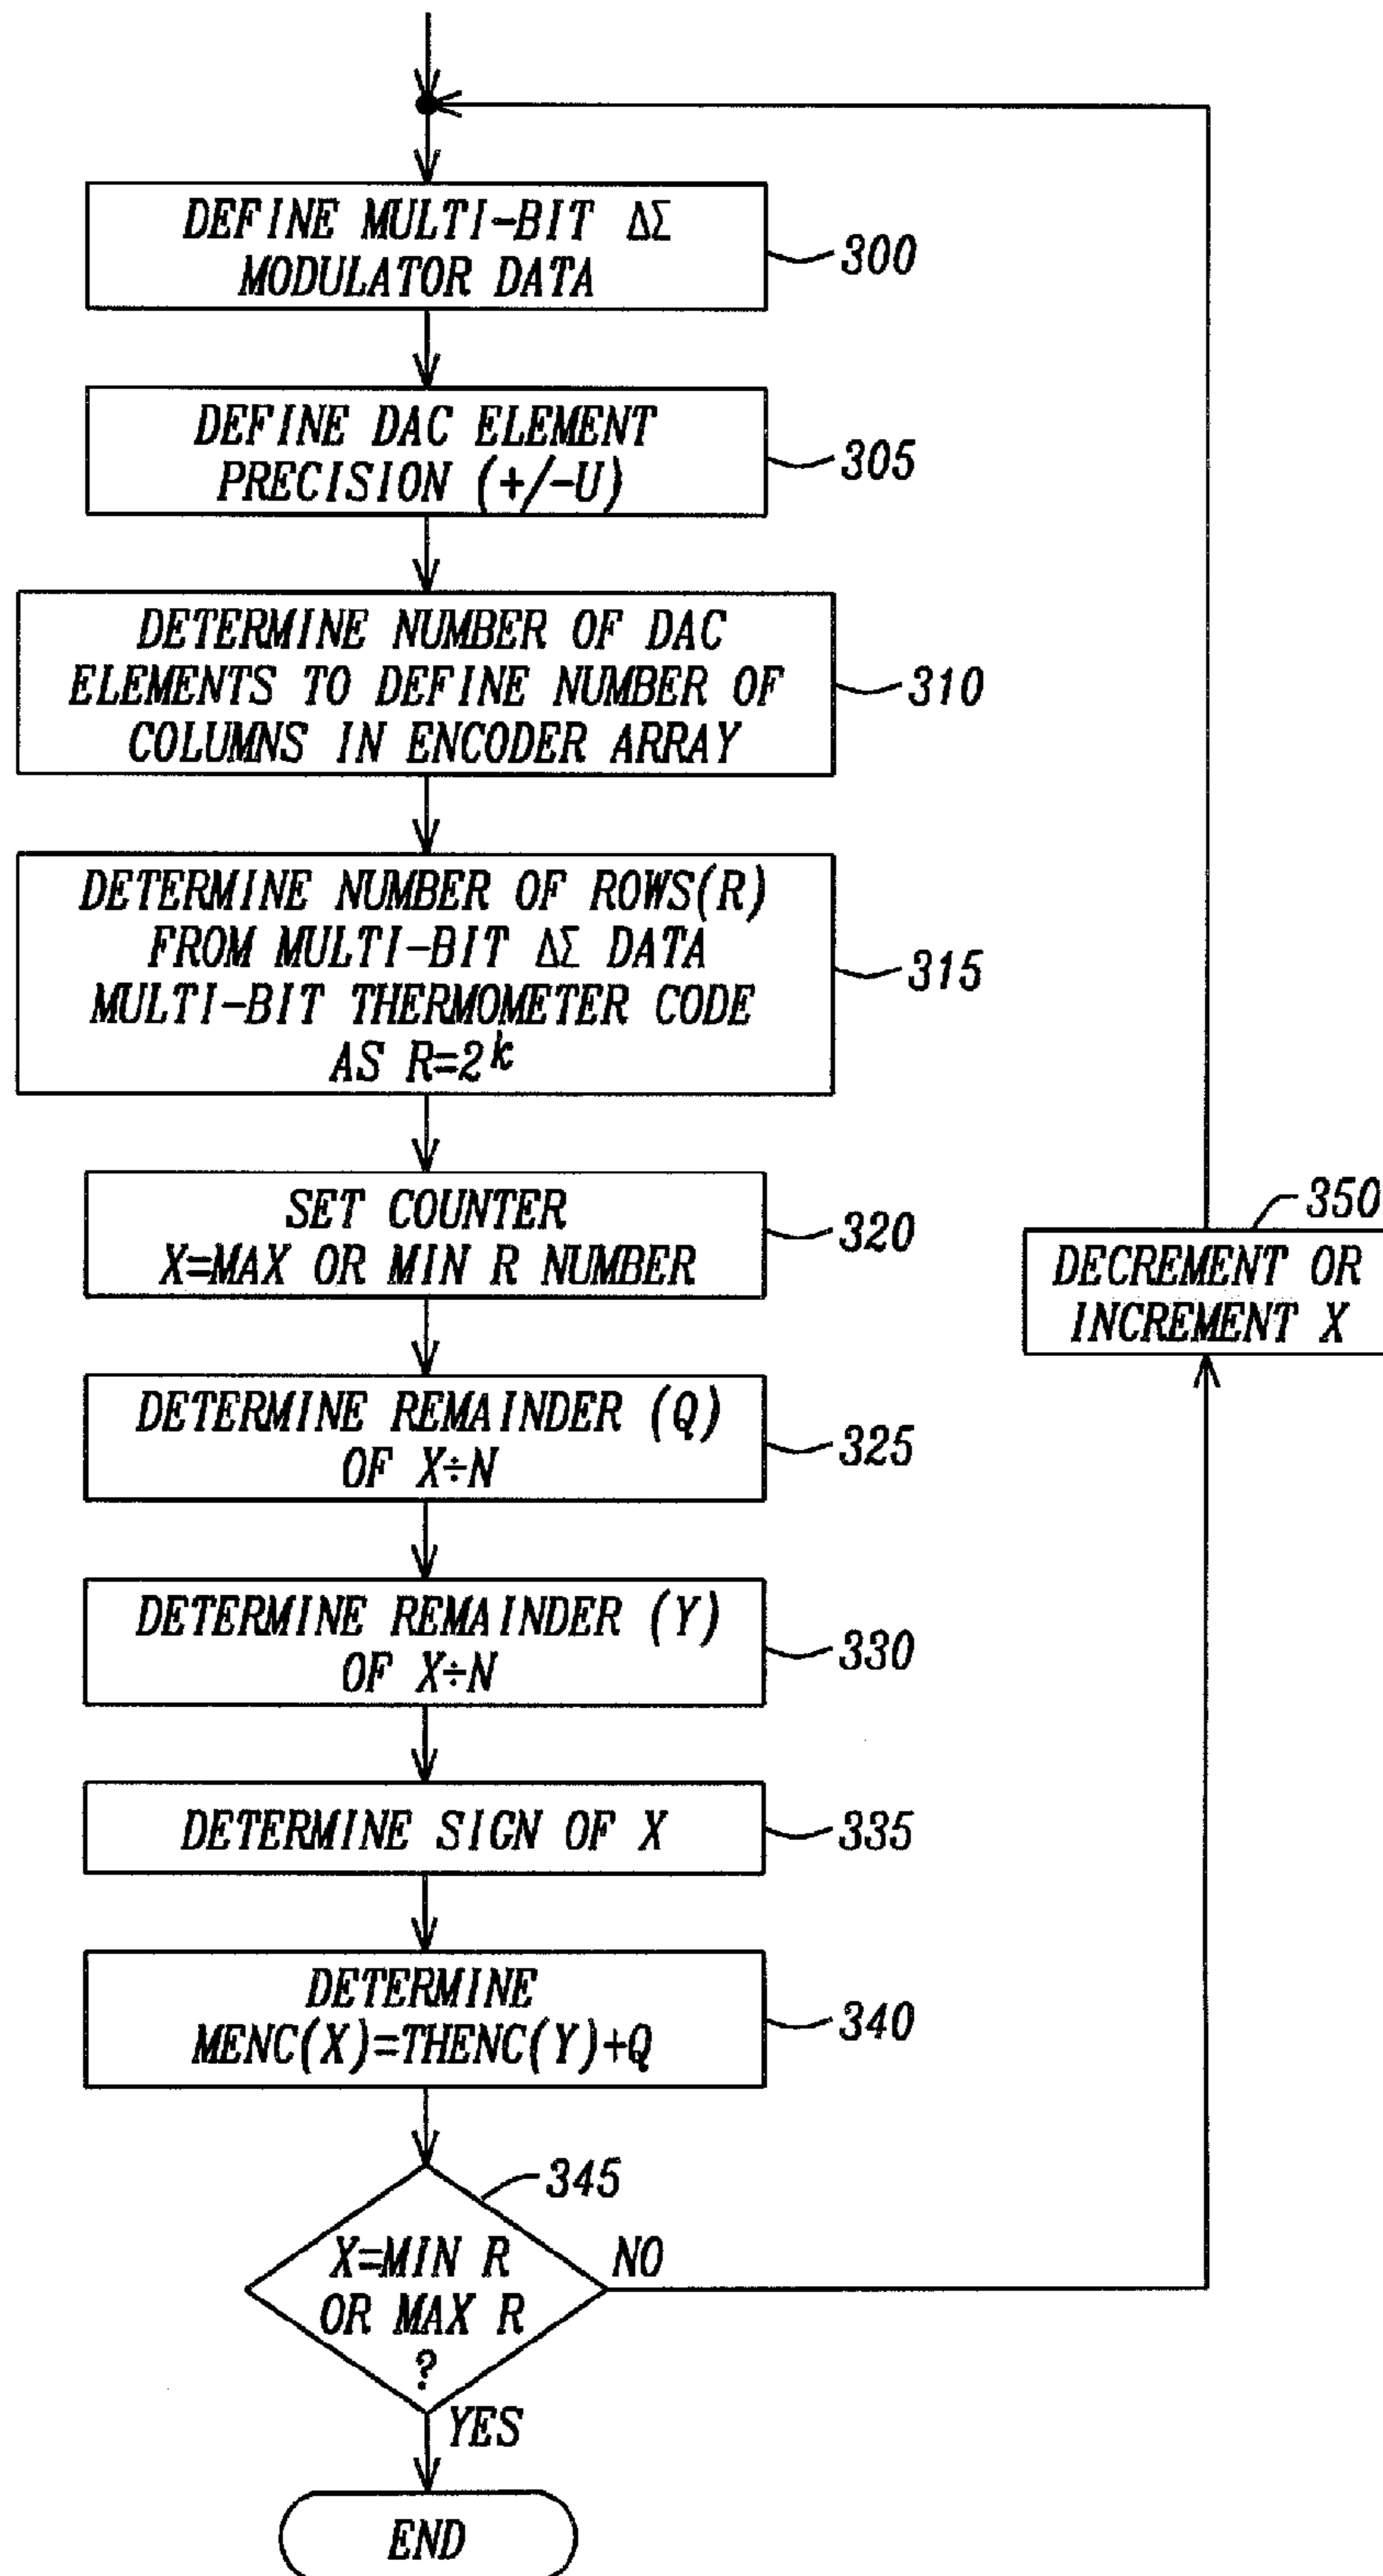 DEFINE MULTI-BIT ΔΣ
MODULATOR DATA
300
DEFINE DAC ELEMENT
PRECISION (+/-U)
305
DETERMINE NUMBER OF DAC
ELEMENTS TO DEFINE NUMBER OF
COLUMNS IN ENCODER ARRAY
310
DETERMINE NUMBER OF ROWS(R)
FROM MULTI-BIT ΔΣ DATA
MULTI-BIT THERMOMETER CODE
AS R=2^k
315
SET COUNTER
X=MAX OR MIN R NUMBER
320
350
DECREMENT OR
INCREMENT X
DETERMINE REMAINDER (Q)
OF X÷N
325
DETERMINE REMAINDER (Y)
OF X÷N
330
DETERMINE SIGN OF X
335
DETERMINE
MENC(X)=THENC(Y)+Q
340
345
X=MIN R
OR MAX R
?
NO
YES
END